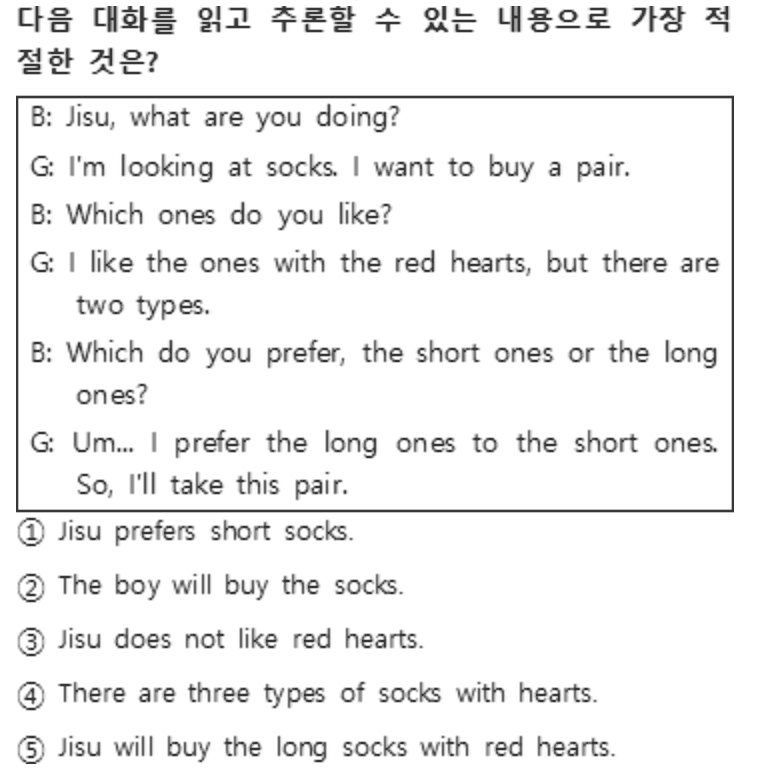 다음 대화를 읽고 추론할 수 있는 내용으로 가장 적
절한 것은?
B: Jisu, what are you doing?
G: I'm looking at socks. I want to buy a pair.
B: Which ones do you like?
G: I like the ones with the red hearts, but there are
two types.
B: Which do you prefer, the short ones or the long
ones?
G: Um... I prefer the long ones to the short ones.
So, I'll take this pair.
① Jisu prefers short socks.
② The boy will buy the socks.
③ Jisu does not like red hearts.
④ There are three types of socks with hearts.
⑤ Jisu will buy the long socks with red hearts.